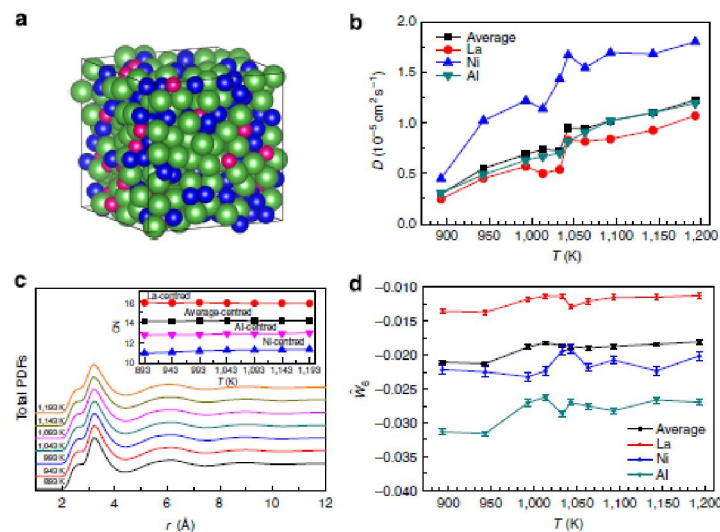 a
b
Average
La
Ni
Al
2.0
1.5
1.0
0.5
0.0
D (10⁻⁵ cm² s⁻¹)
900 950 1,000 1,050 1,100 1,150 1,200
T (K)
c
La-centred
Average-centred
Al-centred
Ni-centred
16
14
12
10
CN
893 943 993 1,043 1,093 1,143 1,193
T (K)
Total PDFs
1,193 K
1,143 K
1,093 K
1,043 K
993 K
943 K
893 K
2 4 6 8 10 12
r (Å)
d
−0.010
−0.015
−0.020
−0.025
−0.030
−0.035
−0.040
Ŵ₆
Average
La
Ni
Al
900 950 1,000 1,050 1,100 1,150 1,200
T (K)